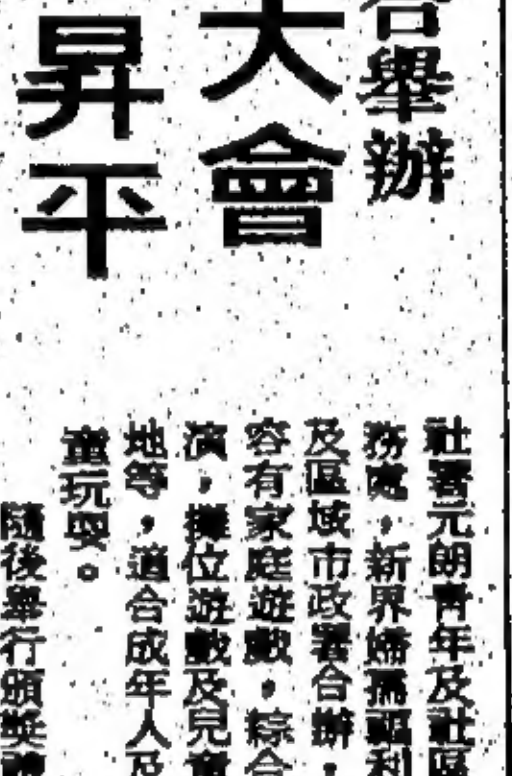 合舉辦
大會
昇平
社署元朗青年及社區
務處，新界婦孺福利
及區域市政署合辦，
容有家庭遊戲，綜合
演，攤位遊戲及兒童
地等，適合成年人及
童玩耍。
隨後舉行頒獎禮